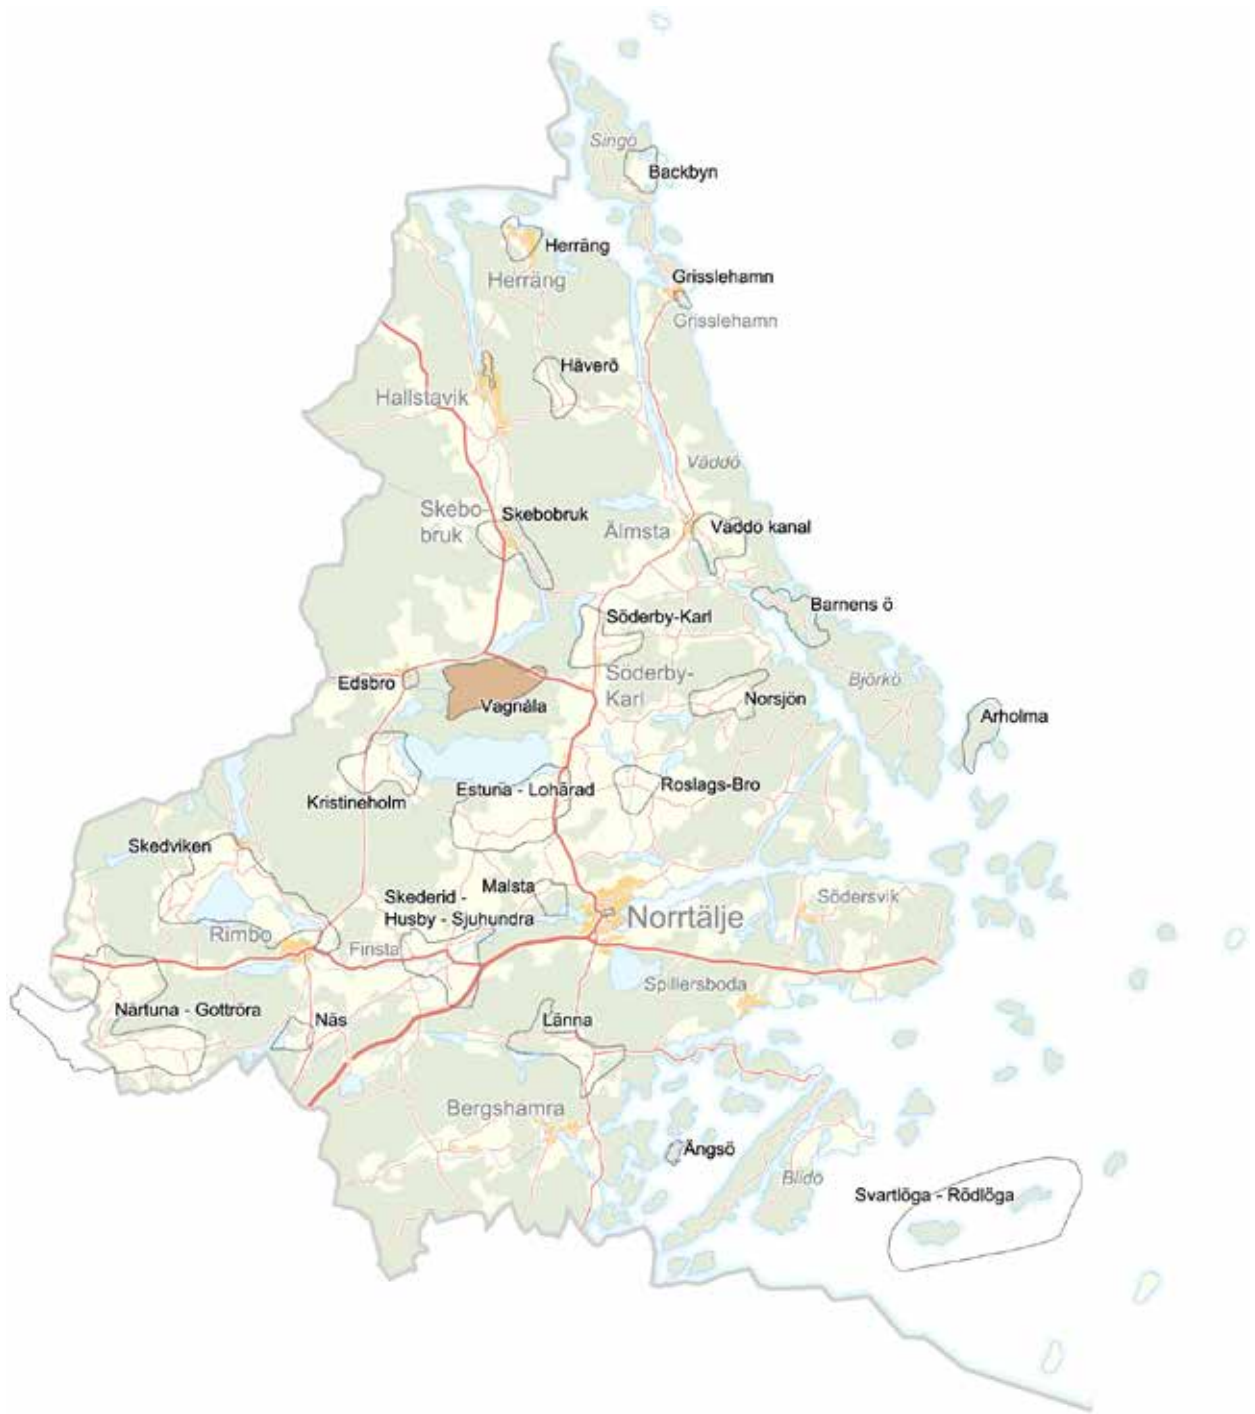 Singö
Backbyn
Herräng
Herräng
Grisslehamn
Grisslehamn
Häverö
Hallstavik
Väddö
Skebo-
bruk
Skebobruk
Älmsta
Väddö kanal
Barnens ö
Söderby-Karl
Söderby-
Karl
Edsbro
Vagnåla
Norsjön
Björkö
Arholma
Kristineholm
Estuna - Lohärad
Roslags-Bro
Skedviken
Skederid -
Husby - Sjuhundra
Malsta
Norrtälje
Södersvik
Rimbo
Finsta
Spillersboda
Närtuna - Gottröra
Näs
Länna
Bergshamra
Ängsö
Blidö
Svartlöga - Rödlöga